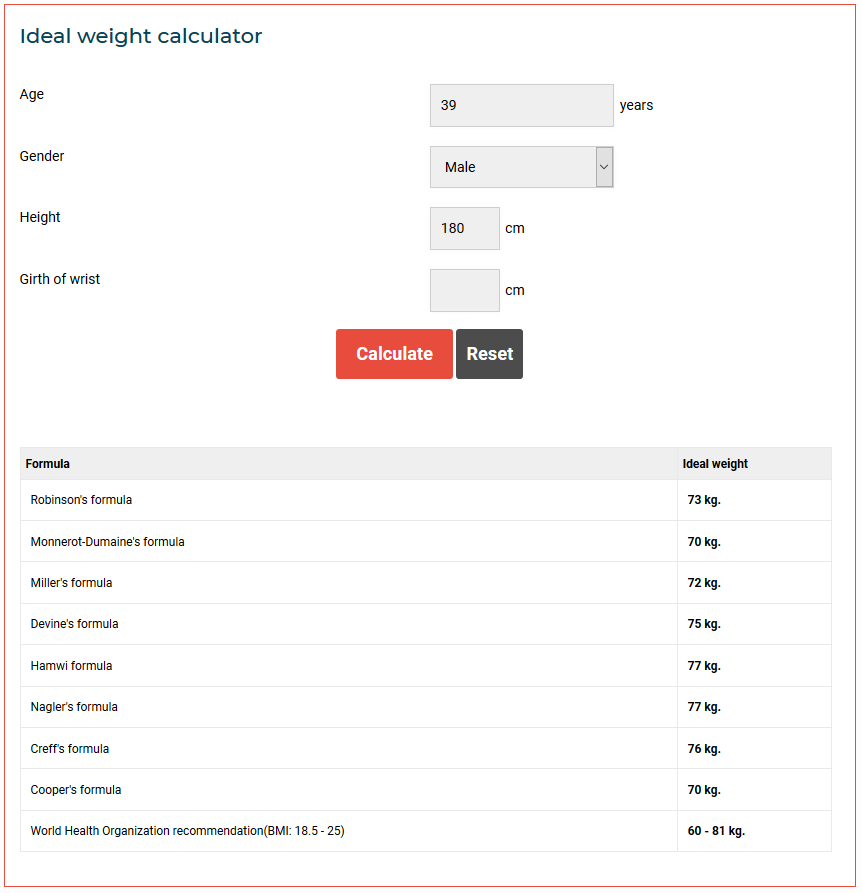 Ideal weight calculator
Age
39 years
Gender
Male
Height
180 cm
Girth of wrist
cm
Calculate Reset
Formula Ideal weight
Robinson's formula 73 kg.
Monnerot-Dumaine's formula 70 kg.
Miller's formula 72 kg.
Devine's formula 75 kg.
Hamwi formula 77 kg.
Nagler's formula 77 kg.
Creff's formula 76 kg.
Cooper's formula 70 kg.
World Health Organization recommendation(BMI: 18.5 - 25) 60 - 81 kg.